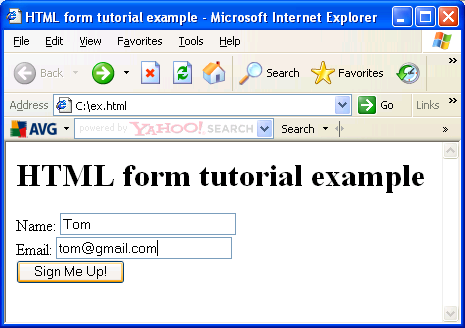 HTML form tutorial example - Microsoft Internet Explorer
File Edit View Favorites Tools Help
Back Search Favorites »
Address C:\ex.html Go Links »
AVG powered by YAHOO! SEARCH Search »
HTML form tutorial example
Name: Tom
Email: tom@gmail.com
Sign Me Up!